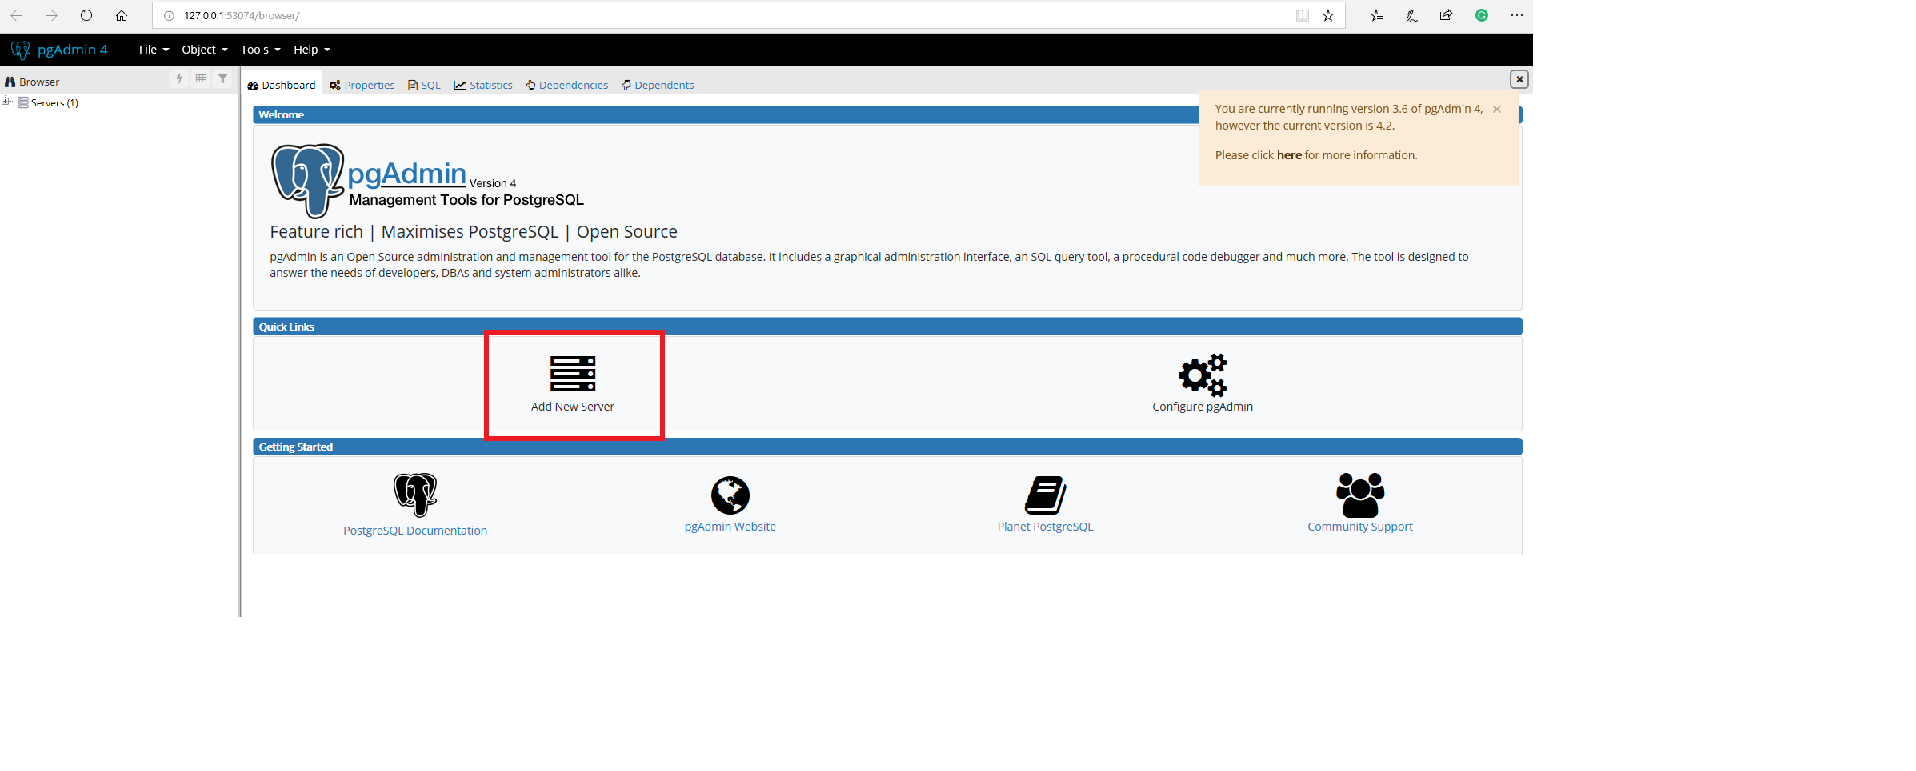 127.0.0.1:53074/browser/
pgAdmin 4 File Object Tools Help
Browser
Dashboard Properties SQL Statistics Dependencies Dependents
Servers (1)
Welcome
You are currently running version 3.6 of pgAdmin 4,
however the current version is 4.2.
Please click here for more information.
pgAdmin Version 4
Management Tools for PostgreSQL
Feature rich | Maximises PostgreSQL | Open Source
pgAdmin is an Open Source administration and management tool for the PostgreSQL database. It includes a graphical administration interface, an SQL query tool, a procedural code debugger and much more. The tool is designed to
answer the needs of developers, DBAs and system administrators alike.
Quick Links
Add New Server
Configure pgAdmin
Getting Started
PostgreSQL Documentation
pgAdmin Website
Planet PostgreSQL
Community Support